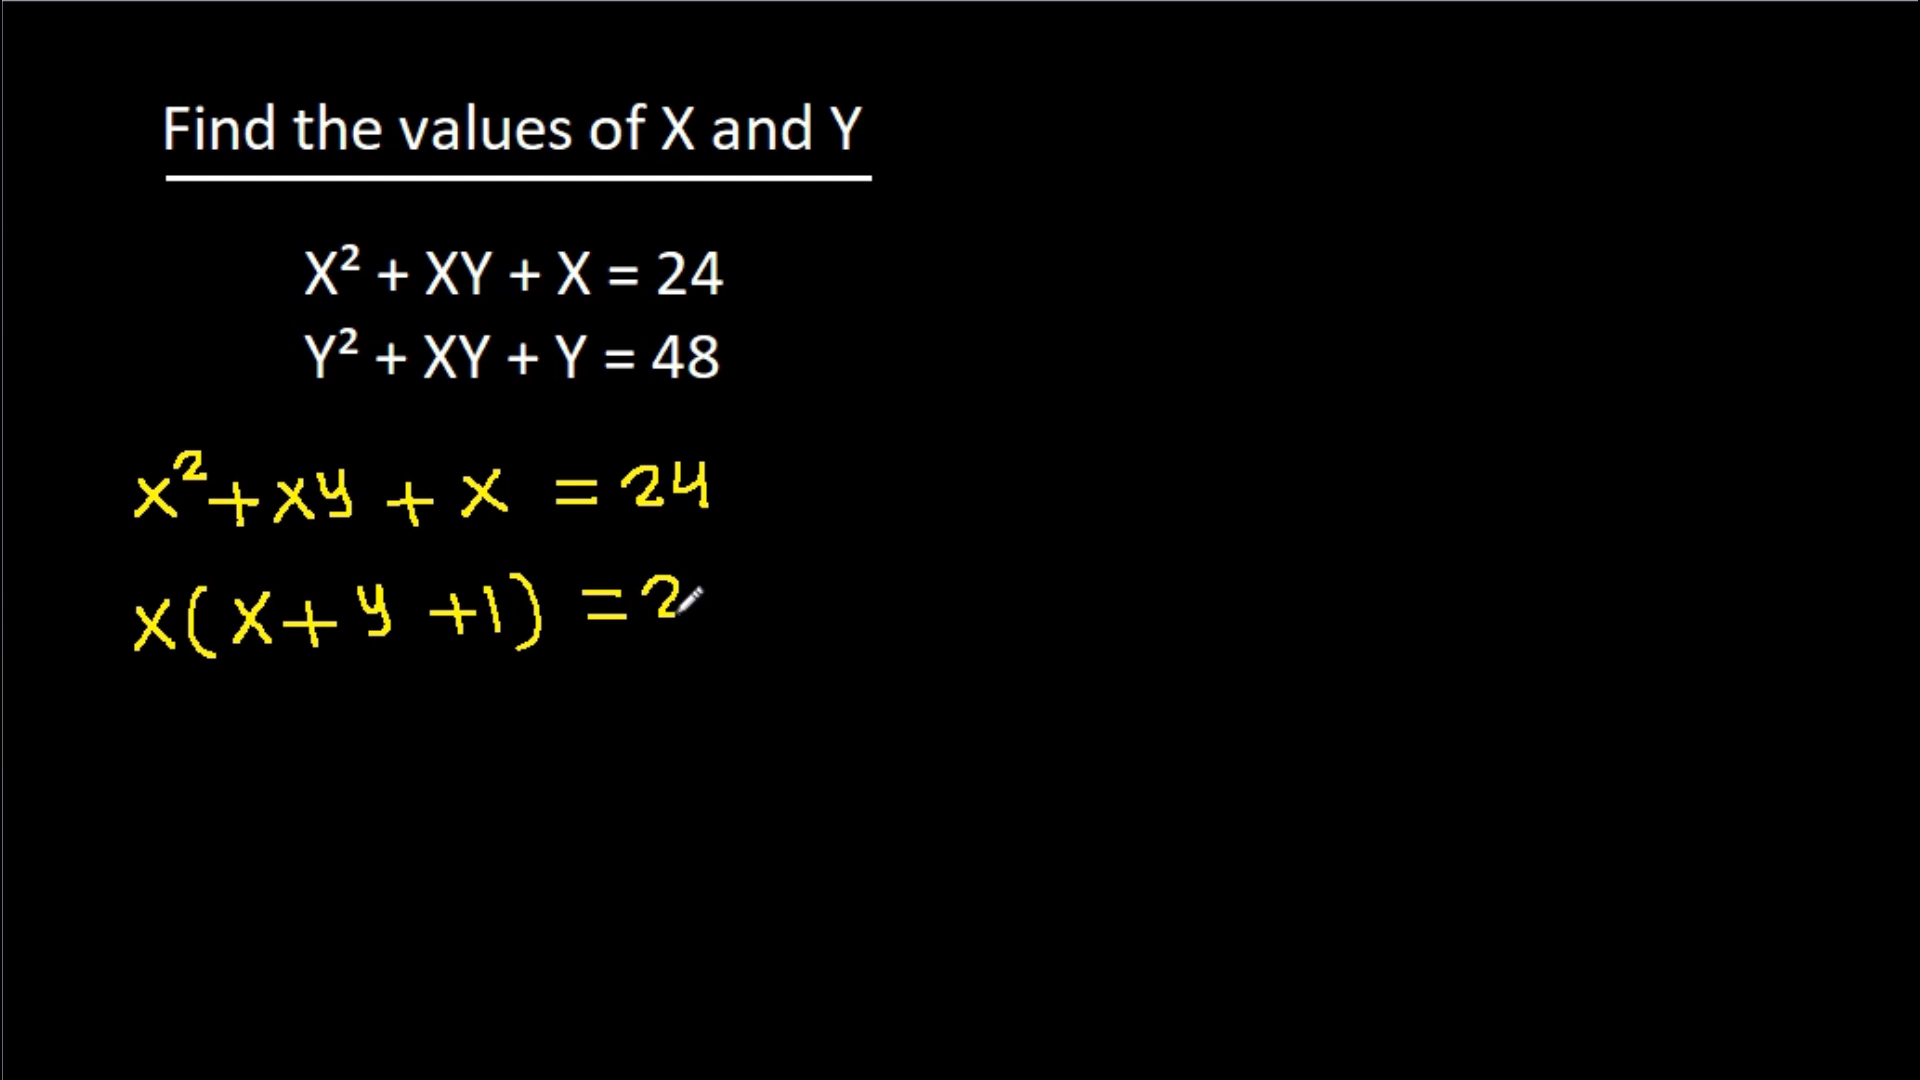 Find the values of X and Y
X² + XY + X = 24
Y² + XY + Y = 48
x² + xy + x = 24
x(x + y + 1) = 2